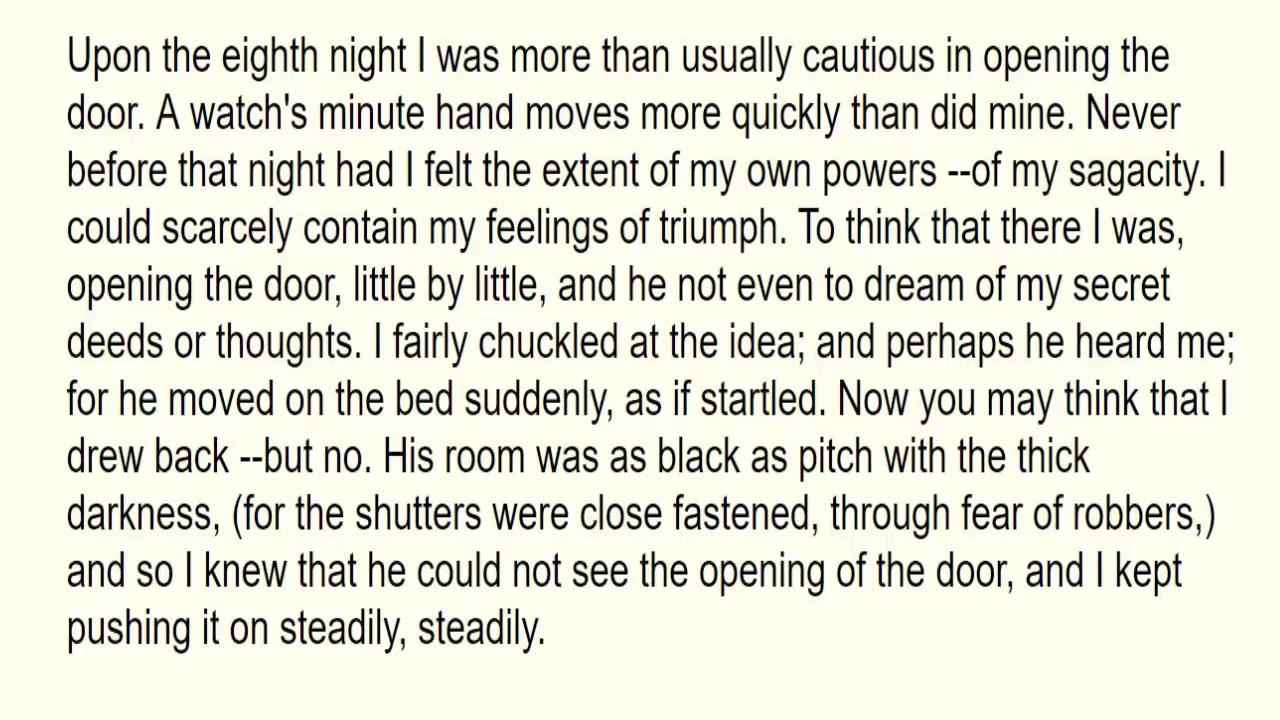 Upon the eighth night I was more than usually cautious in opening the
door. A watch's minute hand moves more quickly than did mine. Never
before that night had I felt the extent of my own powers --of my sagacity. I
could scarcely contain my feelings of triumph. To think that there I was,
opening the door, little by little, and he not even to dream of my secret
deeds or thoughts. I fairly chuckled at the idea; and perhaps he heard me;
for he moved on the bed suddenly, as if startled. Now you may think that I
drew back --but no. His room was as black as pitch with the thick
darkness, (for the shutters were close fastened, through fear of robbers,)
and so I knew that he could not see the opening of the door, and I kept
pushing it on steadily, steadily.